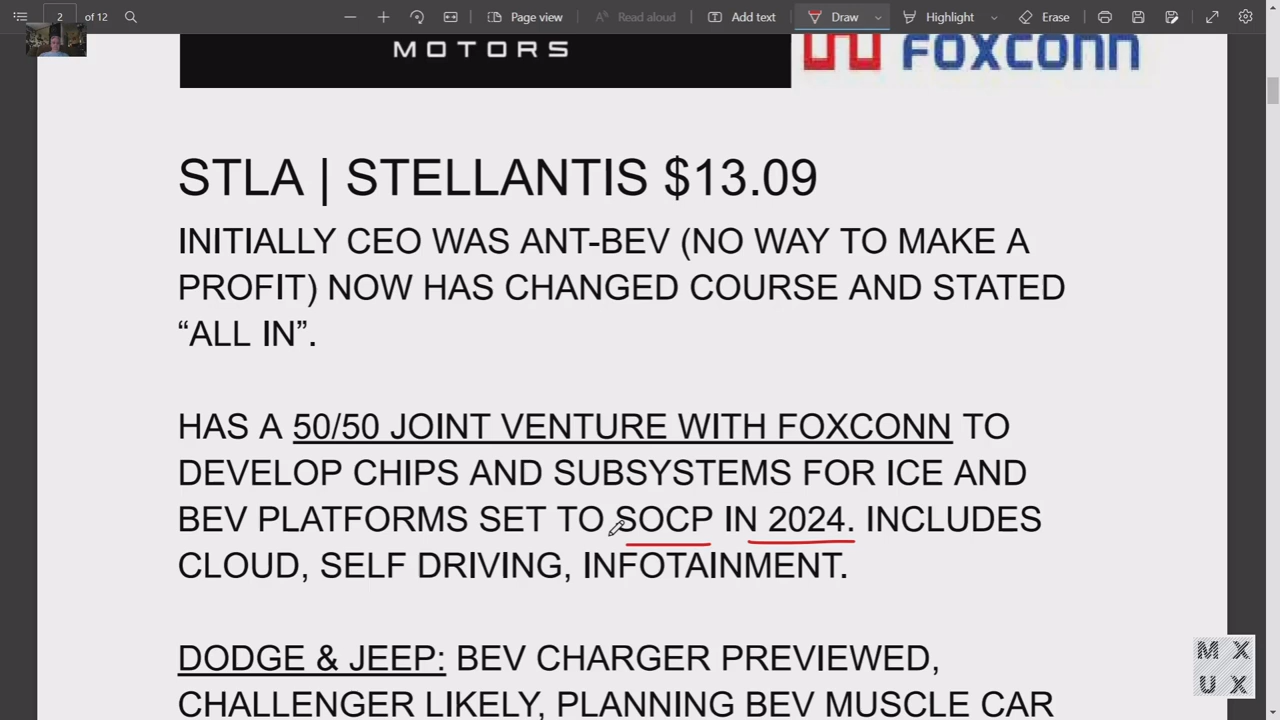 2 of 12 Page view Read aloud Add text Draw Highlight Erase
MOTORS FOXCONN
STLA | STELLANTIS $13.09
INITIALLY CEO WAS ANT-BEV (NO WAY TO MAKE A
PROFIT) NOW HAS CHANGED COURSE AND STATED
“ALL IN”.
HAS A 50/50 JOINT VENTURE WITH FOXCONN TO
DEVELOP CHIPS AND SUBSYSTEMS FOR ICE AND
BEV PLATFORMS SET TO SOCP IN 2024. INCLUDES
CLOUD, SELF DRIVING, INFOTAINMENT.
DODGE & JEEP: BEV CHARGER PREVIEWED,
CHALLENGER LIKELY, PLANNING BEV MUSCLE CAR
M X
U X